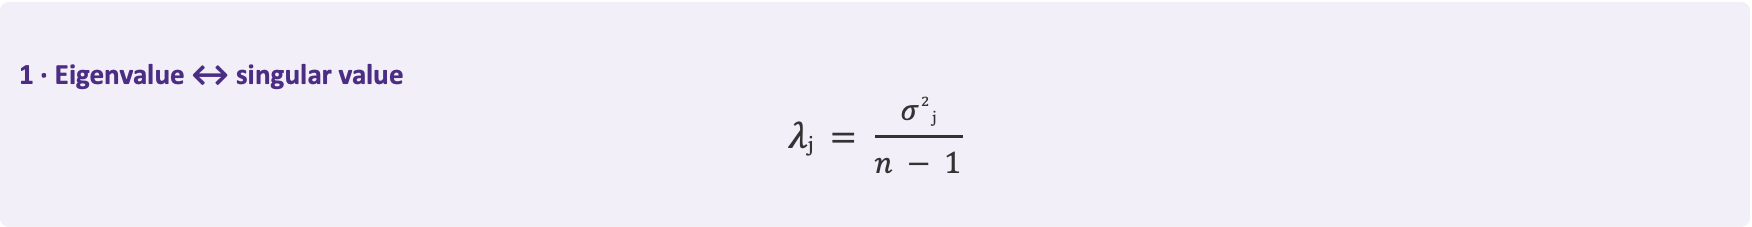 1 · Eigenvalue ↔ singular value
λⱼ = σ²ⱼ / n − 1